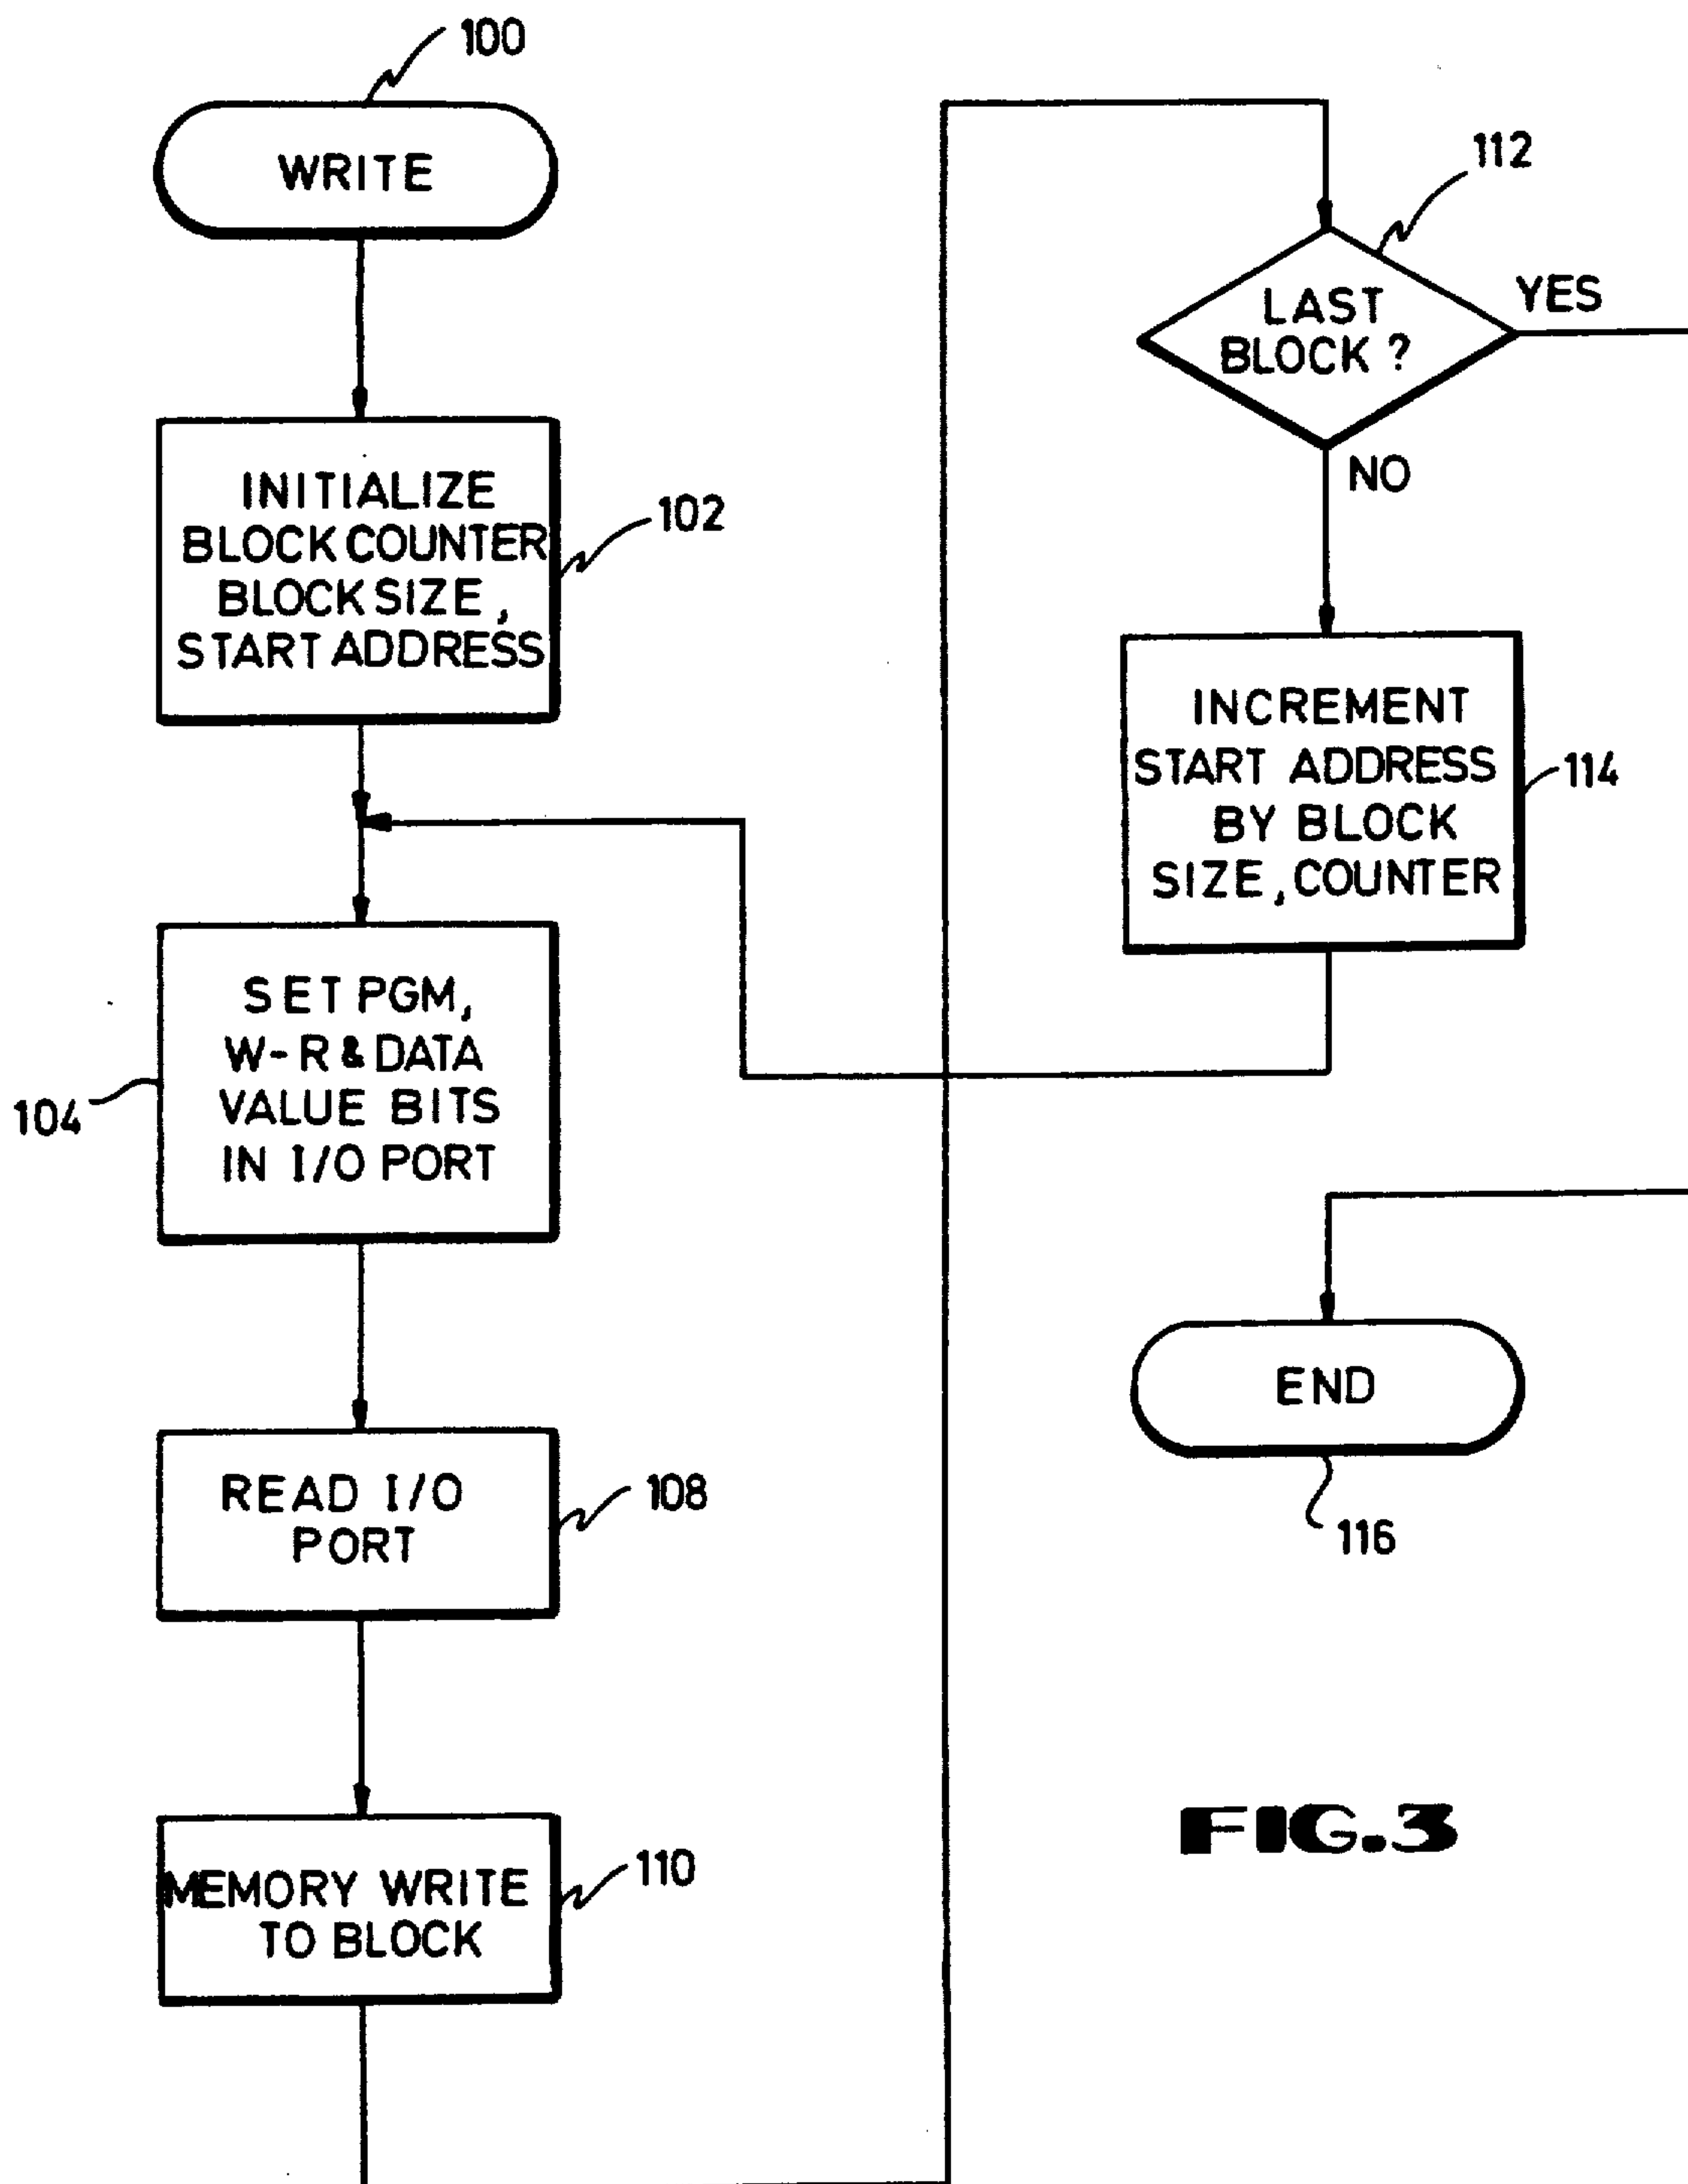 100
WRITE
INITIALIZE
BLOCK COUNTER
BLOCK SIZE,
START ADDRESS
102
SET PGM,
W-R & DATA
VALUE BITS
IN I/O PORT
104
READ I/O
PORT
108
MEMORY WRITE
TO BLOCK
110
112
LAST
BLOCK ?
YES
NO
INCREMENT
START ADDRESS
BY BLOCK
SIZE, COUNTER
114
END
116
FIG.3